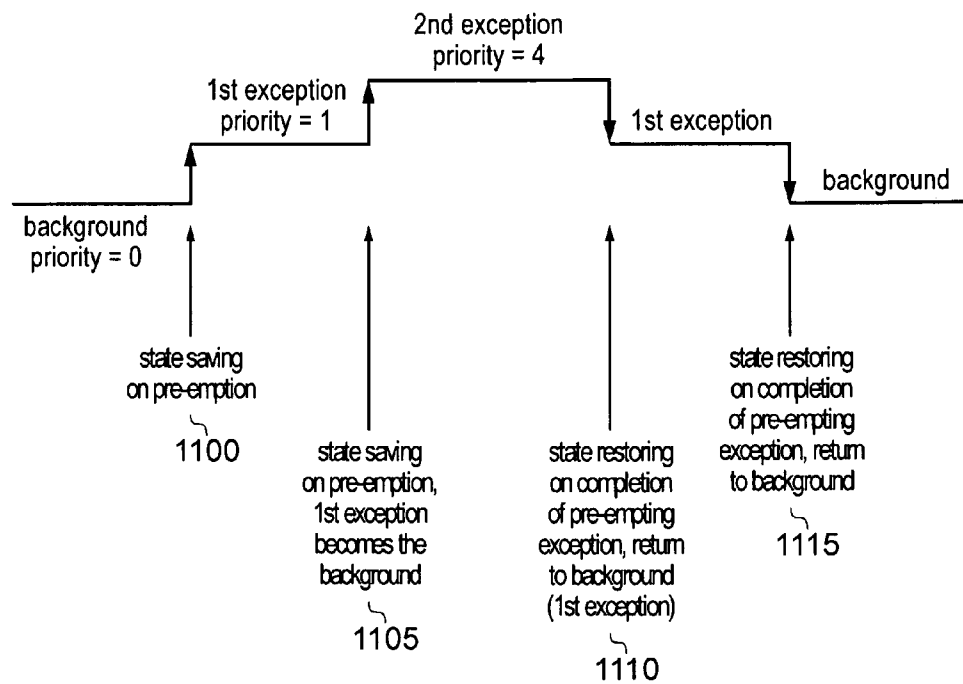 2nd exception
priority = 4
1st exception
priority = 1
1st exception
background
background
priority = 0
state saving
on pre-emption
1100
state saving
on pre-emption,
1st exception
becomes the
background
1105
state restoring
on completion
of pre-empting
exception, return
to background
(1st exception)
1110
state restoring
on completion
of pre-empting
exception, return
to background
1115